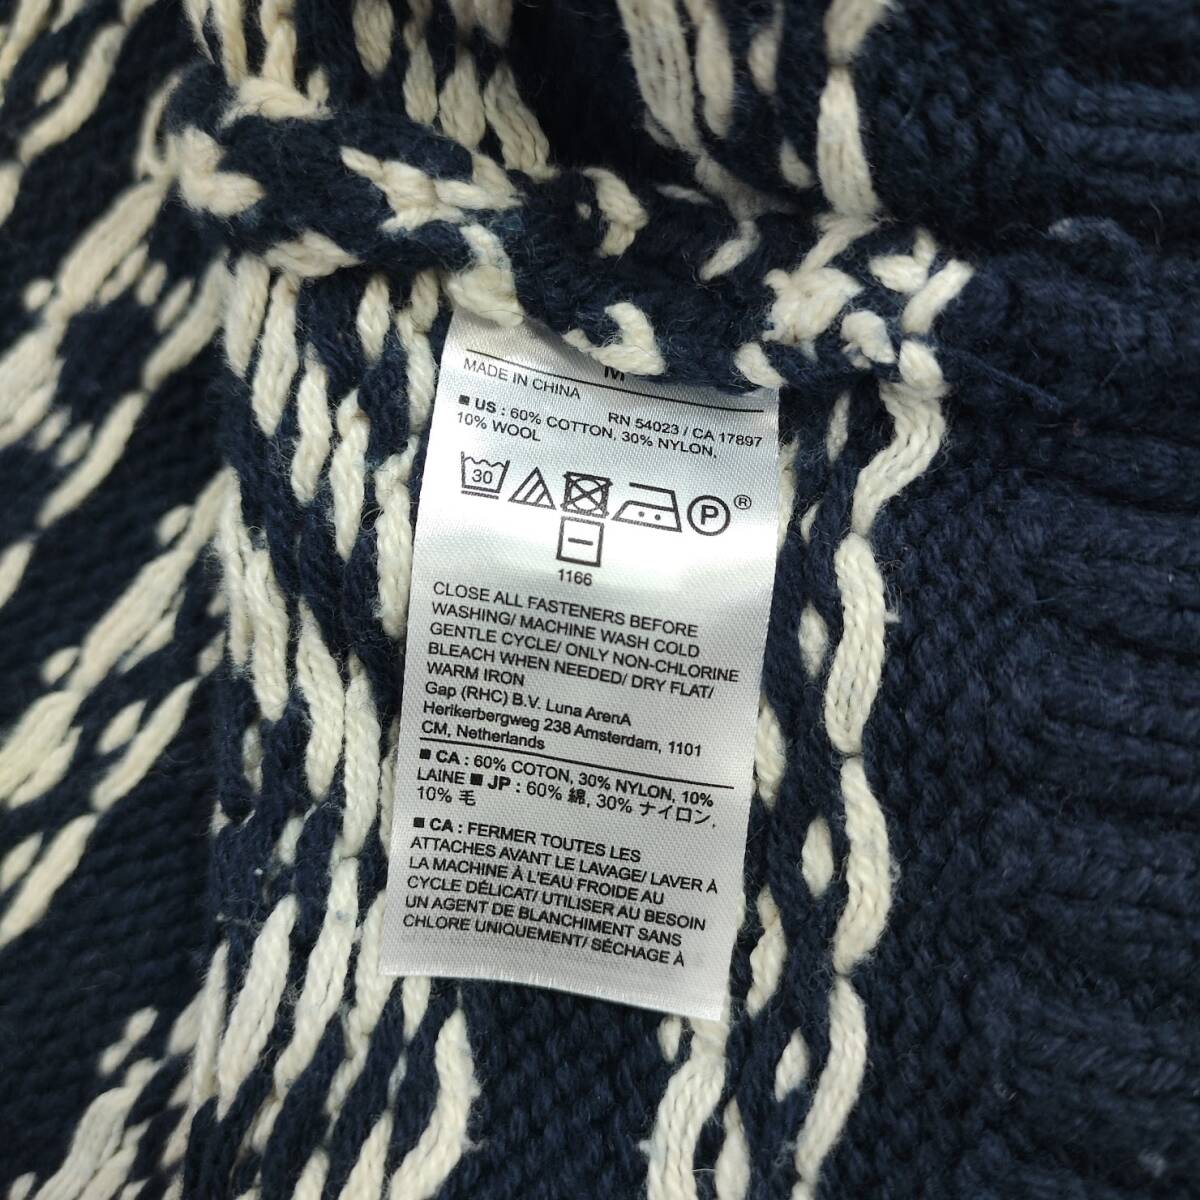 M
MADE IN CHINA
RN 54023 / CA 17897
■ US : 60% COTTON, 30% NYLON,
10% WOOL
30
P ®
1166
CLOSE ALL FASTENERS BEFORE
WASHING/ MACHINE WASH COLD
GENTLE CYCLE/ ONLY NON-CHLORINE
BLEACH WHEN NEEDED/ DRY FLAT/
WARM IRON
Gap (RHC) B.V. Luna ArenA
Herikerbergweg 238 Amsterdam, 1101
CM, Netherlands
■ CA : 60% COTON, 30% NYLON, 10%
LAINE ■ JP : 60% 綿, 30% ナイロン,
10% 毛
■ CA : FERMER TOUTES LES
ATTACHES AVANT LE LAVAGE/ LAVER À
LA MACHINE À L'EAU FROIDE AU
CYCLE DÉLICAT/ UTILISER AU BESOIN
UN AGENT DE BLANCHIMENT SANS
CHLORE UNIQUEMENT/ SÉCHAGE À